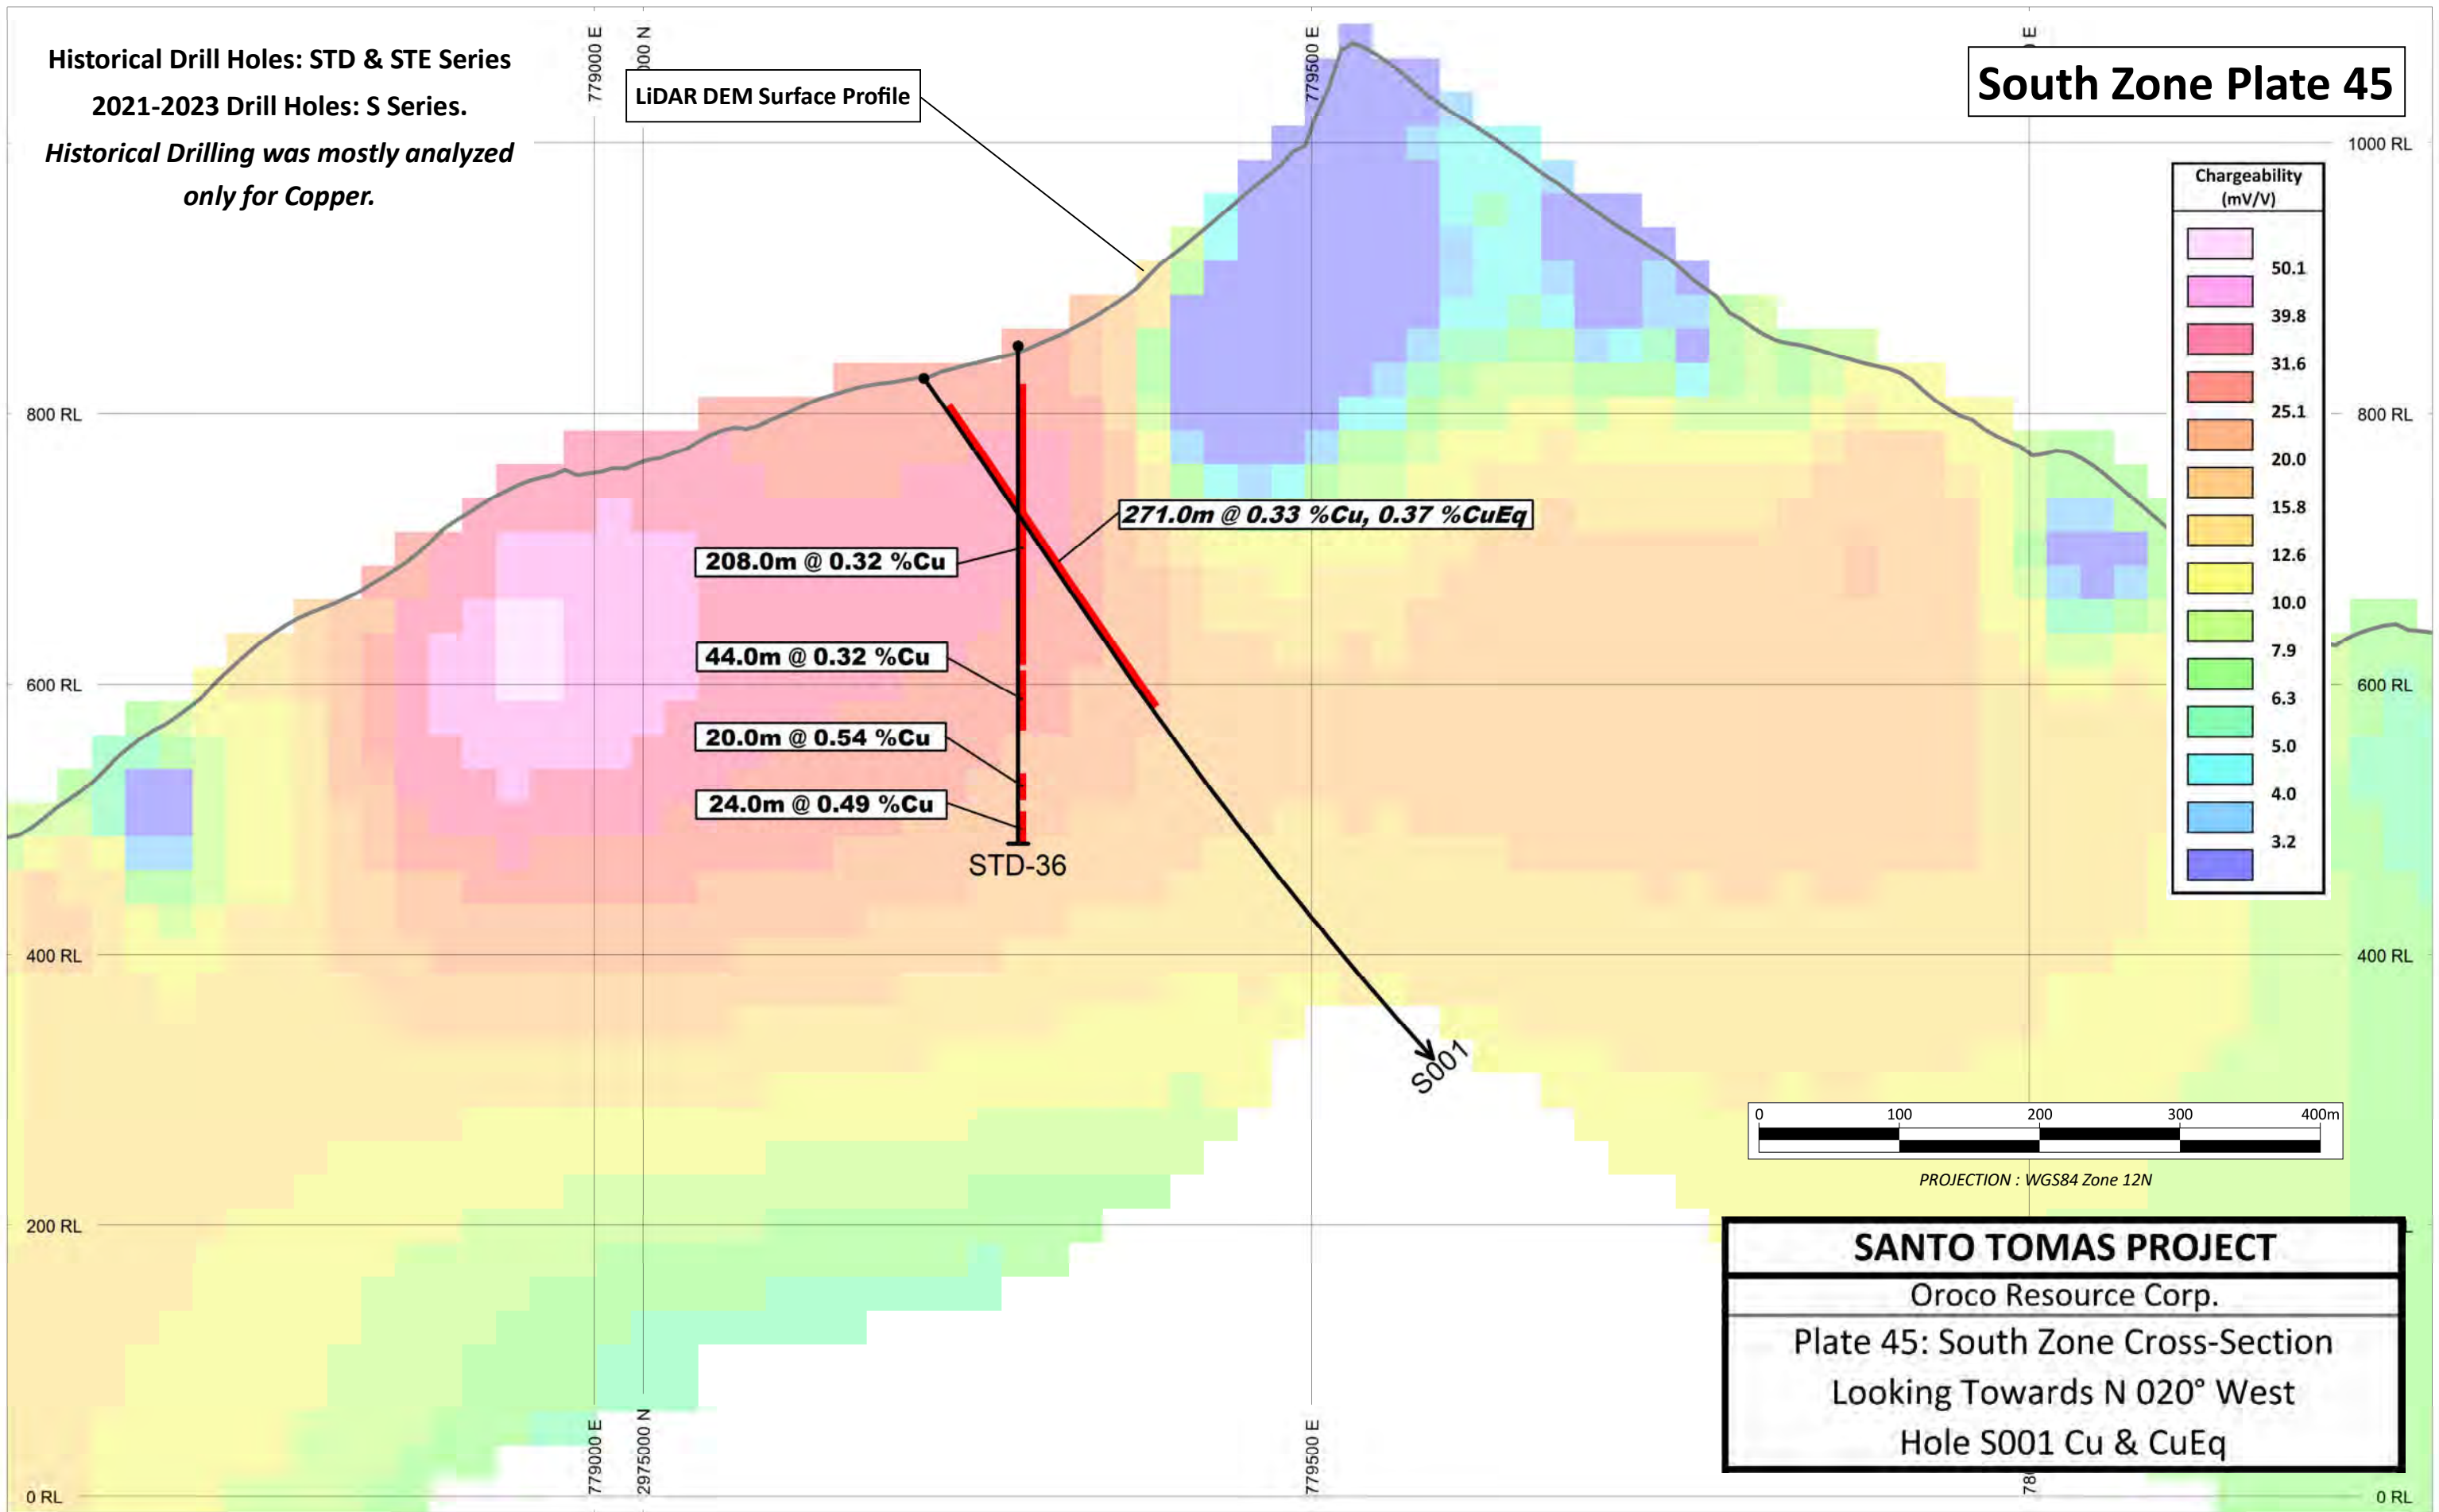 Historical Drill Holes: STD & STE Series
2021-2023 Drill Holes: S Series.
Historical Drilling was mostly analyzed
only for Copper.
779000 E
000 N
LiDAR DEM Surface Profile
779500 E
E
South Zone Plate 45
1000 RL
Chargeability
(mV/V)
50.1
39.8
31.6
25.1
20.0
15.8
12.6
10.0
7.9
6.3
5.0
4.0
3.2
800 RL
800 RL
271.0m @ 0.33 %Cu, 0.37 %CuEq
208.0m @ 0.32 %Cu
44.0m @ 0.32 %Cu
600 RL
600 RL
20.0m @ 0.54 %Cu
24.0m @ 0.49 %Cu
STD-36
400 RL
400 RL
S001
0 100 200 300 400m
PROJECTION : WGS84 Zone 12N
200 RL
L
SANTO TOMAS PROJECT
Oroco Resource Corp.
Plate 45: South Zone Cross-Section
Looking Towards N 020° West
Hole S001 Cu & CuEq
779000 E
2975000 N
779500 E
78
0 RL
0 RL